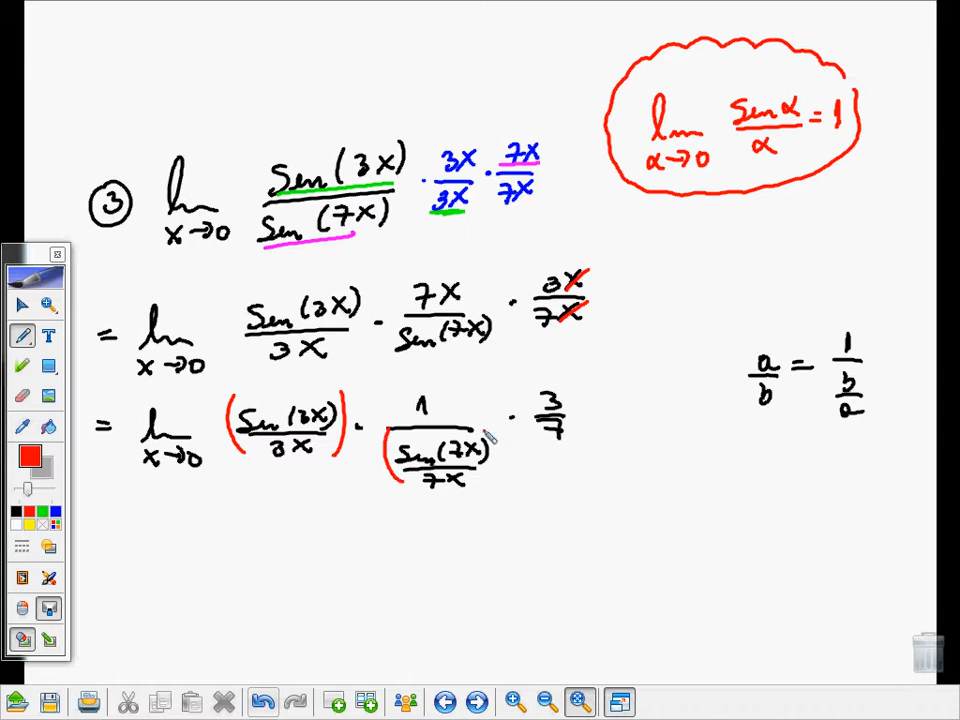 lim α→0 Sen α / α = 1
③ lim x→0 Sen(3x) / Sen(7x) · 3x / 3x · 7x / 7x
= lim x→0 Sen(3x) / 3x · 7x / Sen(7x) · 3x / 7x
a / b = 1 / (b / a)
= lim x→0 (Sen(3x) / 3x) · 1 / (Sen(7x) / 7x · 3 / 7
T